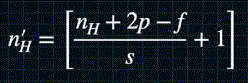 n'_H = [ (n_H + 2p − f) / s + 1 ]